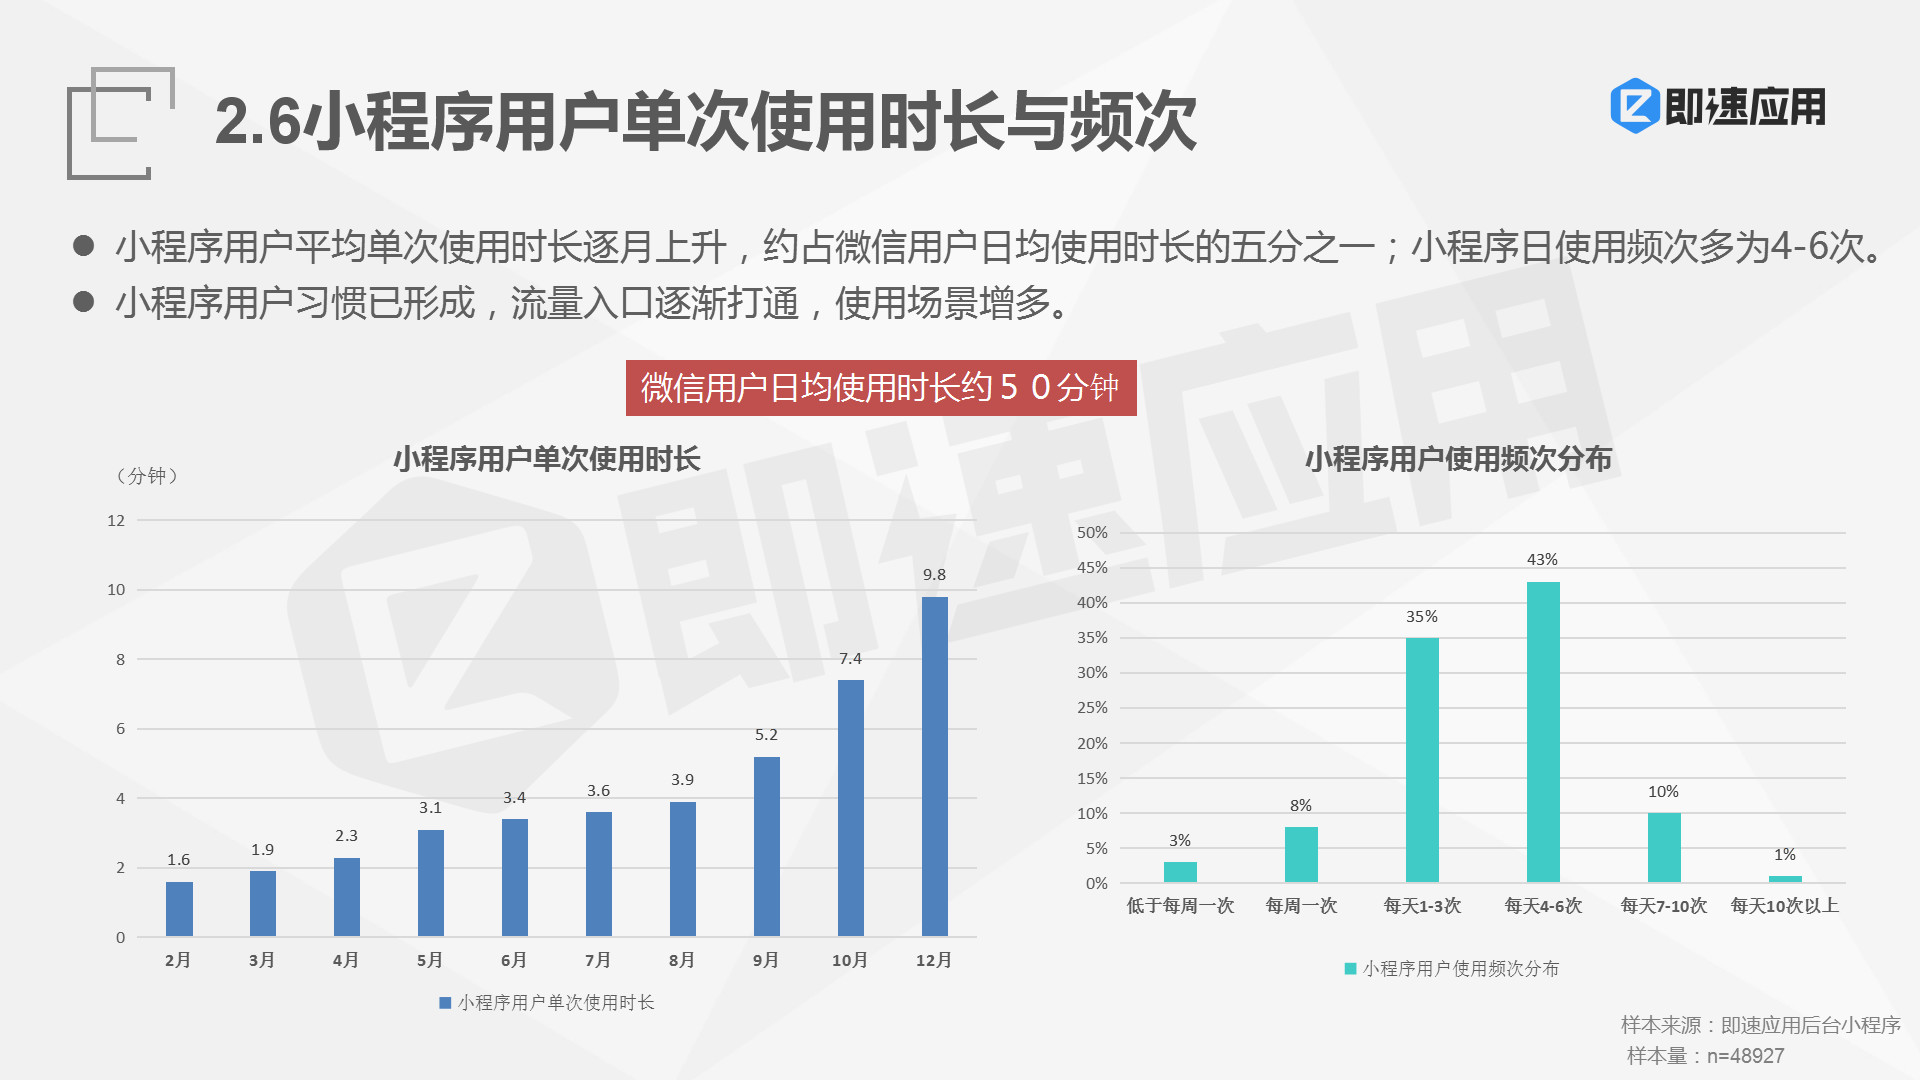 2.6小程序用户单次使用时长与频次
即速应用
小程序用户平均单次使用时长逐月上升，约占微信用户日均使用时长的五分之一；小程序日使用频次多为4-6次。
小程序用户习惯已形成，流量入口逐渐打通，使用场景增多。
微信用户日均使用时长约５０分钟
小程序用户单次使用时长
（分钟）
12
10
8
6
4
2
0
1.6
1.9
2.3
3.1
3.4
3.6
3.9
5.2
7.4
9.8
2月 3月 4月 5月 6月 7月 8月 9月 10月 12月
小程序用户单次使用时长
小程序用户使用频次分布
50%
45%
40%
35%
30%
25%
20%
15%
10%
5%
0%
3%
8%
35%
43%
10%
1%
低于每周一次 每周一次 每天1-3次 每天4-6次 每天7-10次 每天10次以上
小程序用户使用频次分布
样本来源：即速应用后台小程序
样本量：n=48927
即速应用